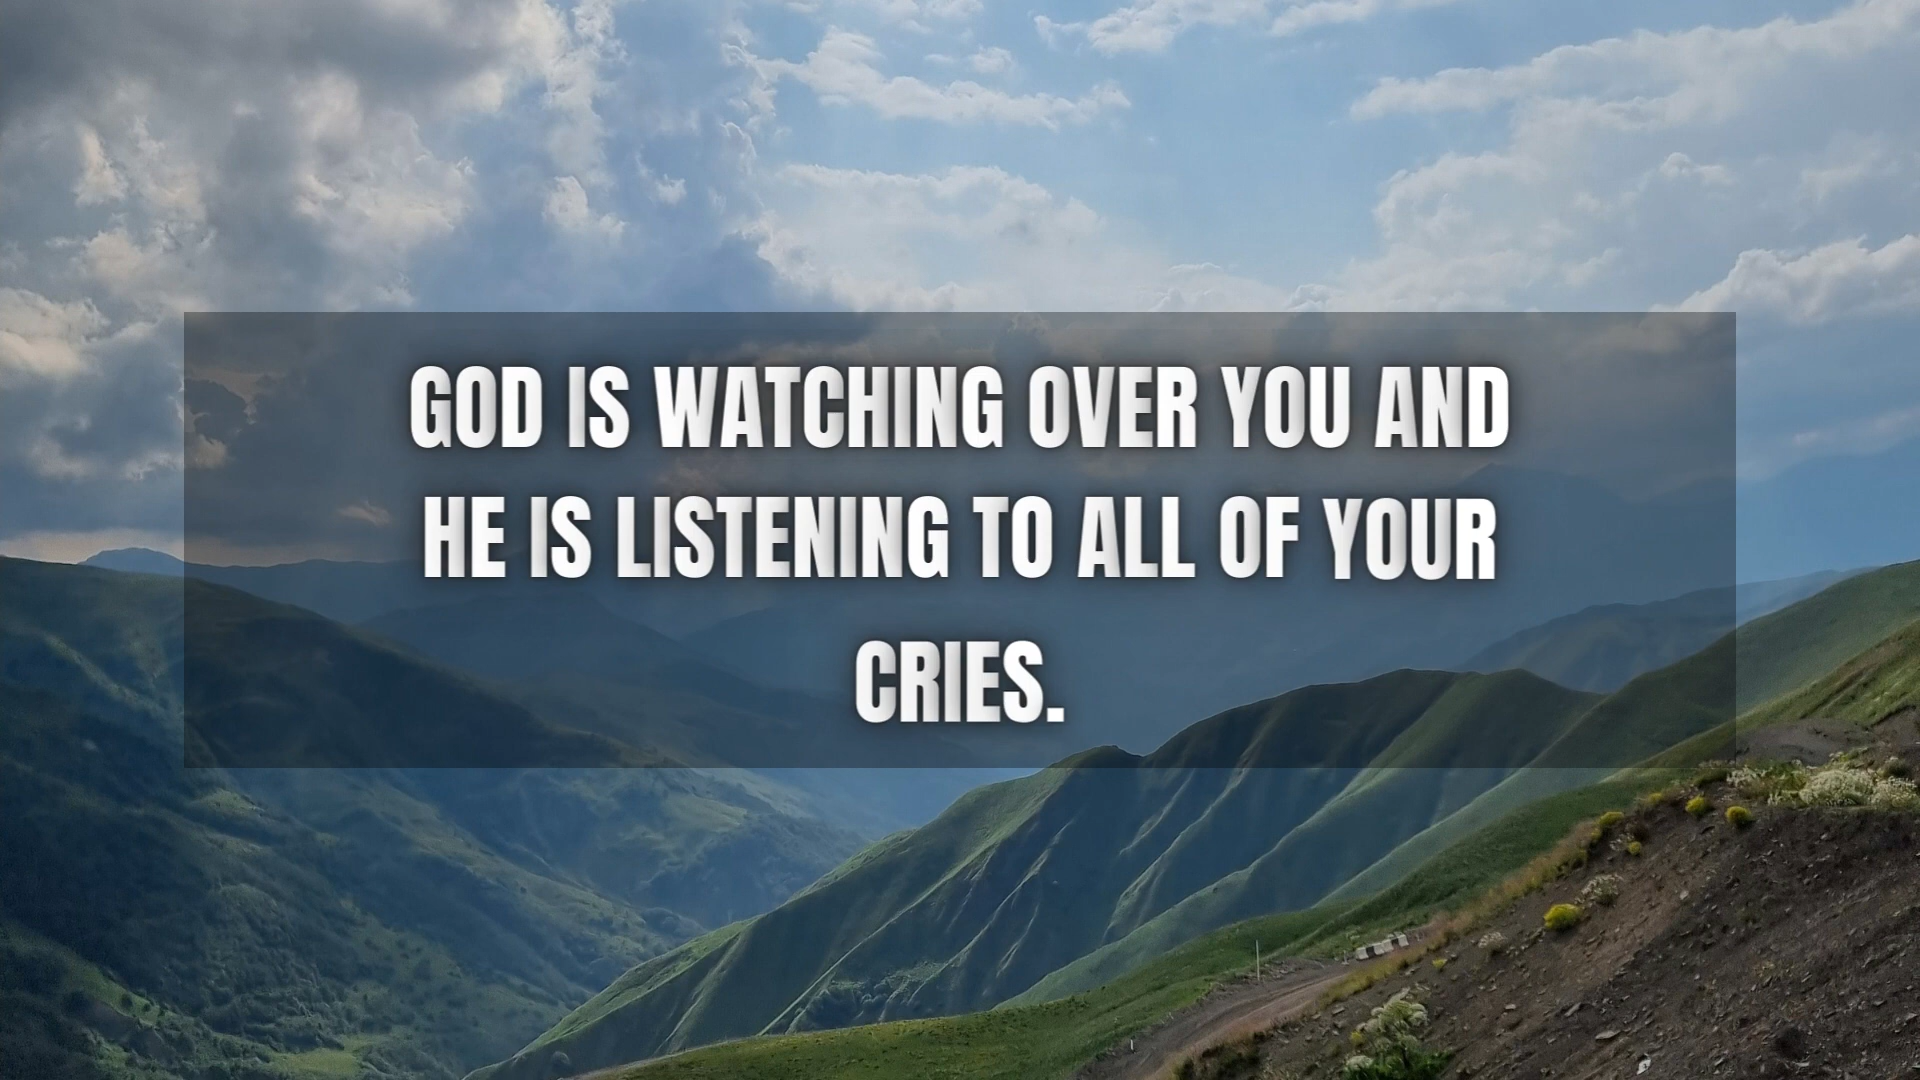 GOD IS WATCHING OVER YOU AND
HE IS LISTENING TO ALL OF YOUR
CRIES.